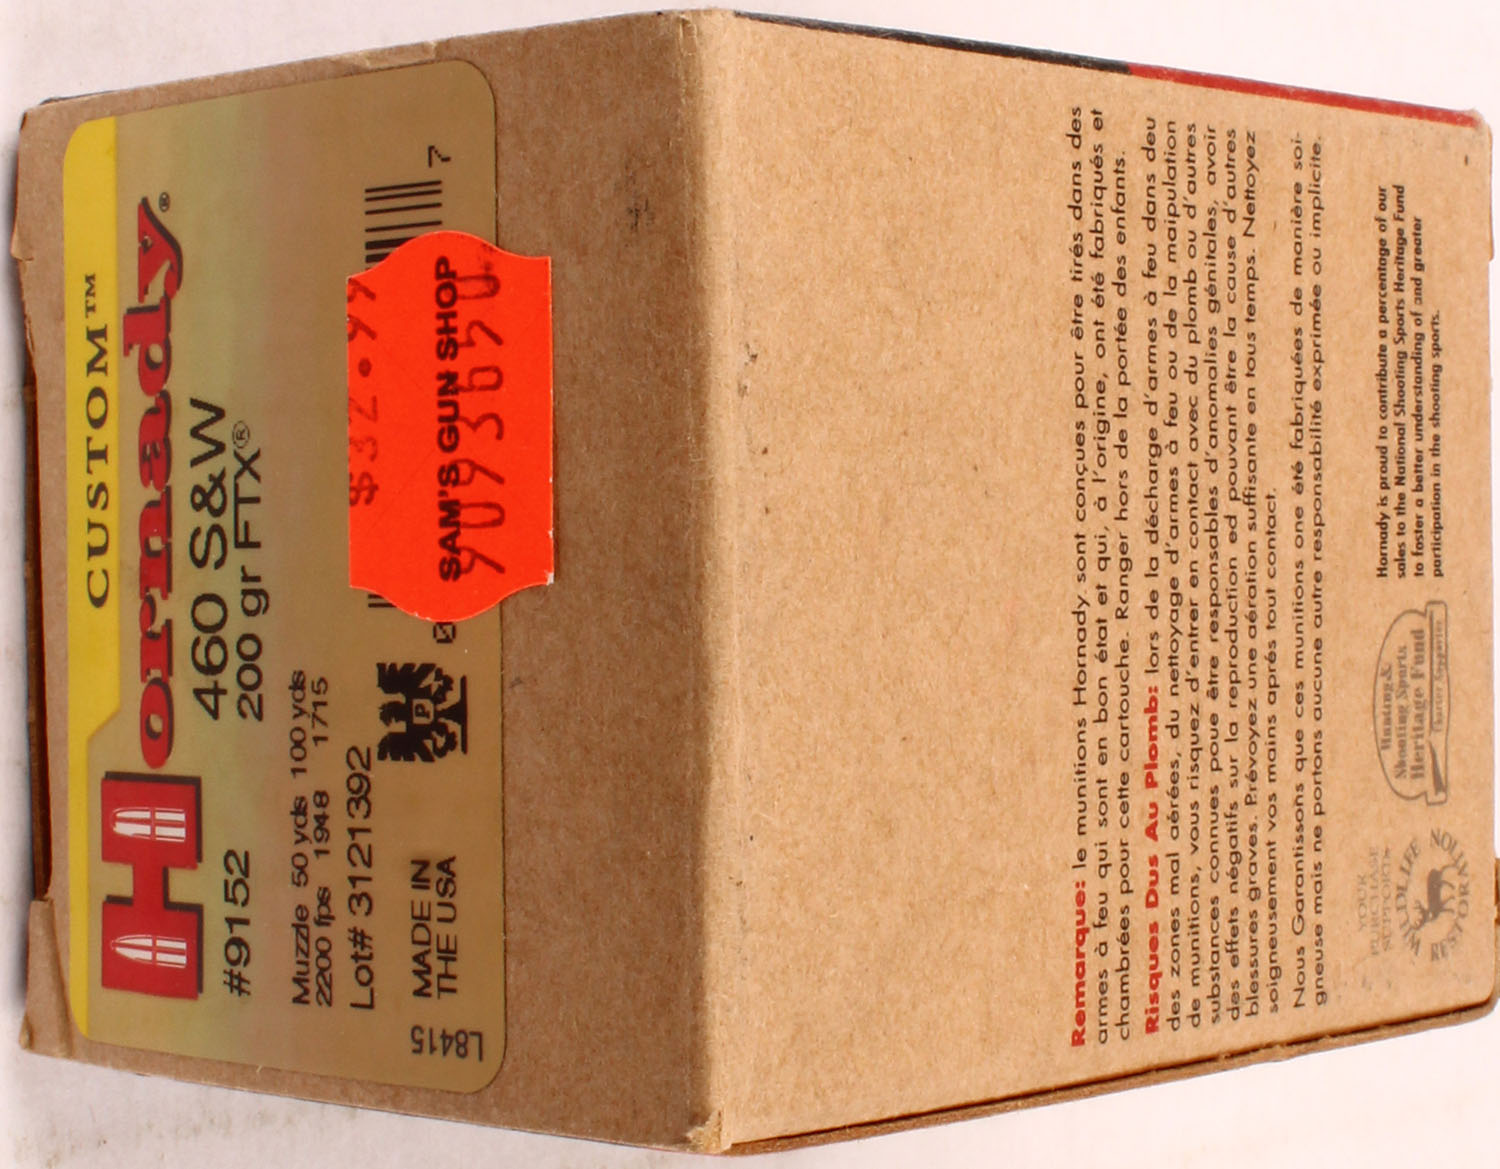 CUSTOM™
Hornady®
#9152
460 S&W
200 gr FTX®
Muzzle 50 yds 100 yds
2200 fps 1948 1715
Lot# 3121392
MADE IN
THE USA
L8415
7
$32.99
SAM'S GUN SHOP
Remarque: le munitions Hornady sont conçues pour être tirés dans des
armes à feu qui sont en bon état et qui, à l'origine, ont été fabriqués et
chambrées pour cette cartouche. Ranger hors de la portée des enfants.
Risques Dus Au Plomb: lors de la décharge d'armes à feu dans deu
des zones mal aérées, du nettoyage d'armes à feu ou de la maipulation
de munitions, vous risquez d'entrer en contact avec du plomb ou d'autres
substances connues poue être responsables d'anomalies génitales, avoir
des effets négatifs sur la reproduction ed pouvant être la cause d'autres
blessures graves. Prévoyez une aération suffisante en tous temps. Nettoyez
soigneusement vos mains aprés tout contact.
Nous Garantissons que ces munitions one été fabriquées de manière soi-
gneuse mais ne portons aucune autre responsabilité exprimée ou implicite.
YOUR
PURCHASE
SUPPORTS
WILDLIFE
RESTORATION
Hunting &
Shooting Sports
Heritage Fund
Charter Supporter
Hornady is proud to contribute a percentage of our
sales to the National Shooting Sports Heritage Fund
to foster a better understanding of and greater
participation in the shooting sports.